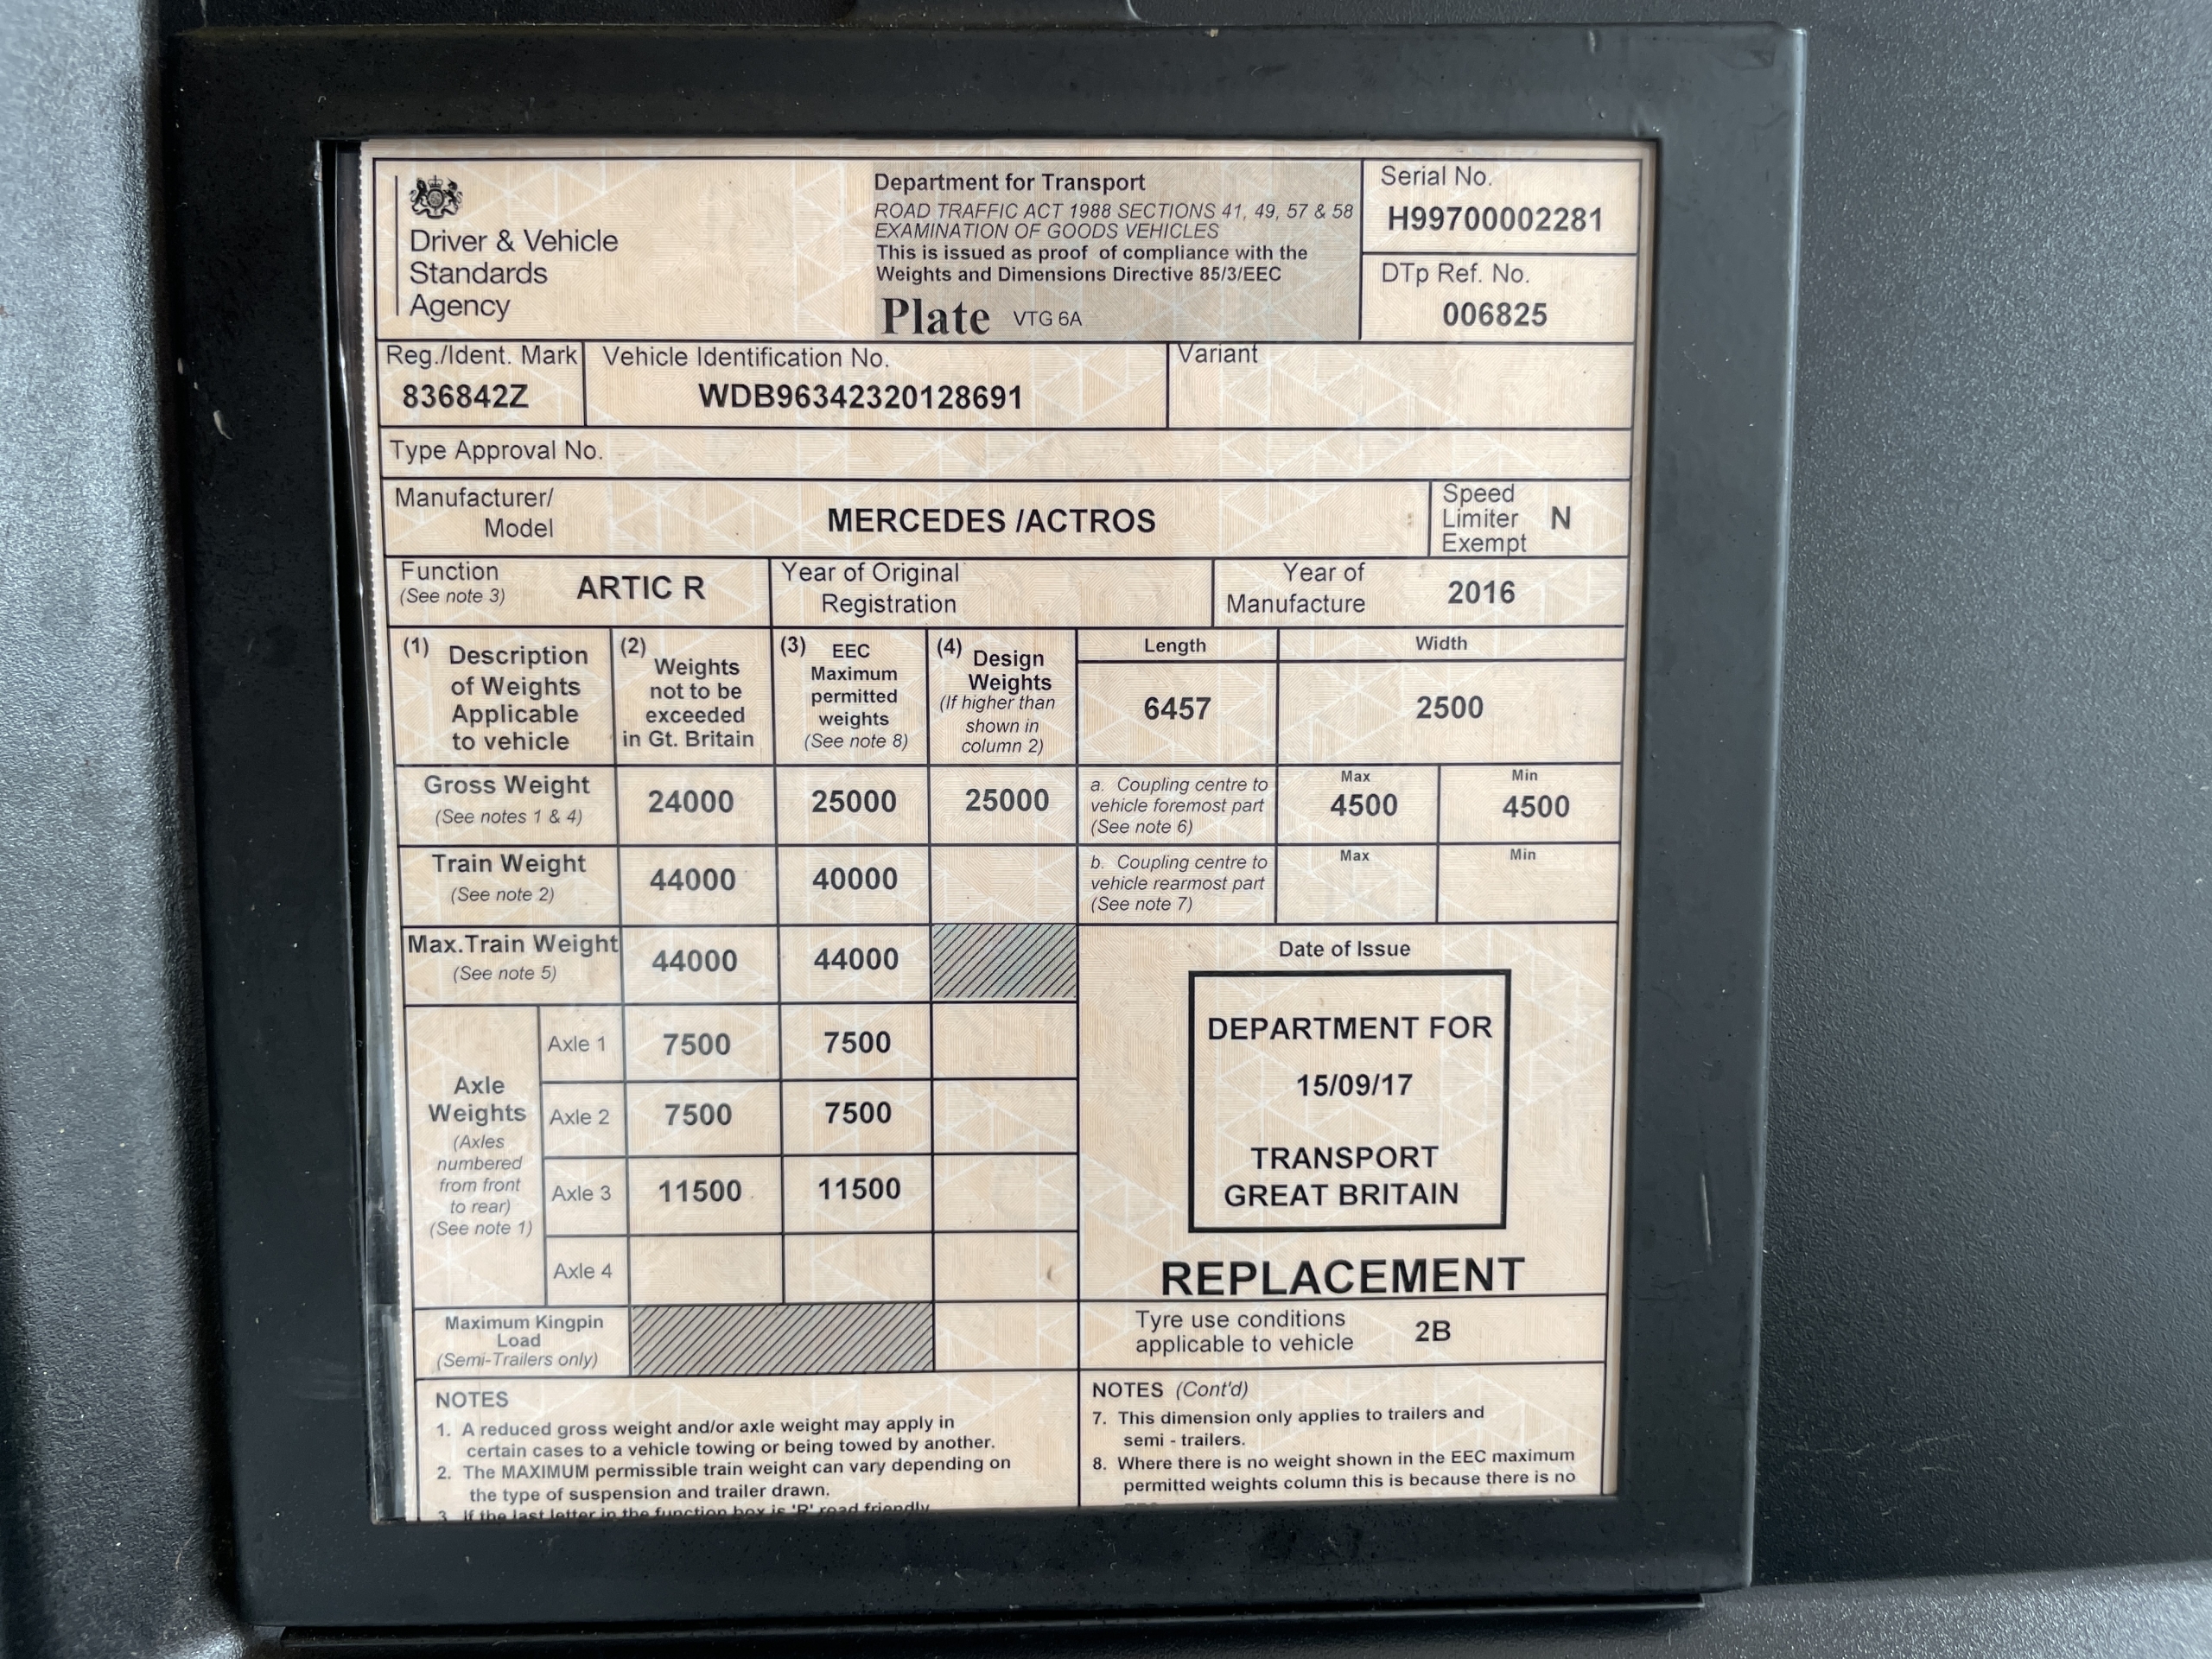 Driver & Vehicle
Standards
Agency
Department for Transport
ROAD TRAFFIC ACT 1988 SECTIONS 41, 49, 57 & 58
EXAMINATION OF GOODS VEHICLES
This is issued as proof of compliance with the
Weights and Dimensions Directive 85/3/EEC
Plate VTG 6A
Serial No.
H99700002281
DTp Ref. No.
006825
Reg./Ident. Mark
836842Z
Vehicle Identification No.
WDB96342320128691
Variant
Type Approval No.
Manufacturer/
Model
MERCEDES /ACTROS
Speed
Limiter
Exempt
N
Function
(See note 3)
ARTIC R
Year of Original
Registration
Year of
Manufacture
2016
(1) Description
of Weights
Applicable
to vehicle
(2) Weights
not to be
exceeded
in Gt. Britain
(3) EEC
Maximum
permitted
weights
(See note 8)
(4) Design
Weights
(If higher than
shown in
column 2)
Length
6457
Width
2500
Gross Weight
(See notes 1 & 4)
24000
25000
25000
a. Coupling centre to
vehicle foremost part
(See note 6)
Max
4500
Min
4500
Train Weight
(See note 2)
44000
40000
b. Coupling centre to
vehicle rearmost part
(See note 7)
Max
Min
Max.Train Weight
(See note 5)
44000
44000
Axle
Weights
(Axles
numbered
from front
to rear)
(See note 1)
Axle 1
7500
7500
Axle 2
7500
7500
Axle 3
11500
11500
Axle 4
Maximum Kingpin
Load
(Semi-Trailers only)
Date of Issue
DEPARTMENT FOR
15/09/17
TRANSPORT
GREAT BRITAIN
REPLACEMENT
Tyre use conditions
applicable to vehicle
2B
NOTES
1. A reduced gross weight and/or axle weight may apply in
certain cases to a vehicle towing or being towed by another.
2. The MAXIMUM permissible train weight can vary depending on
the type of suspension and trailer drawn.
3. If the last letter in the function box is 'R' road friendly
NOTES (Cont'd)
7. This dimension only applies to trailers and
semi - trailers.
8. Where there is no weight shown in the EEC maximum
permitted weights column this is because there is no